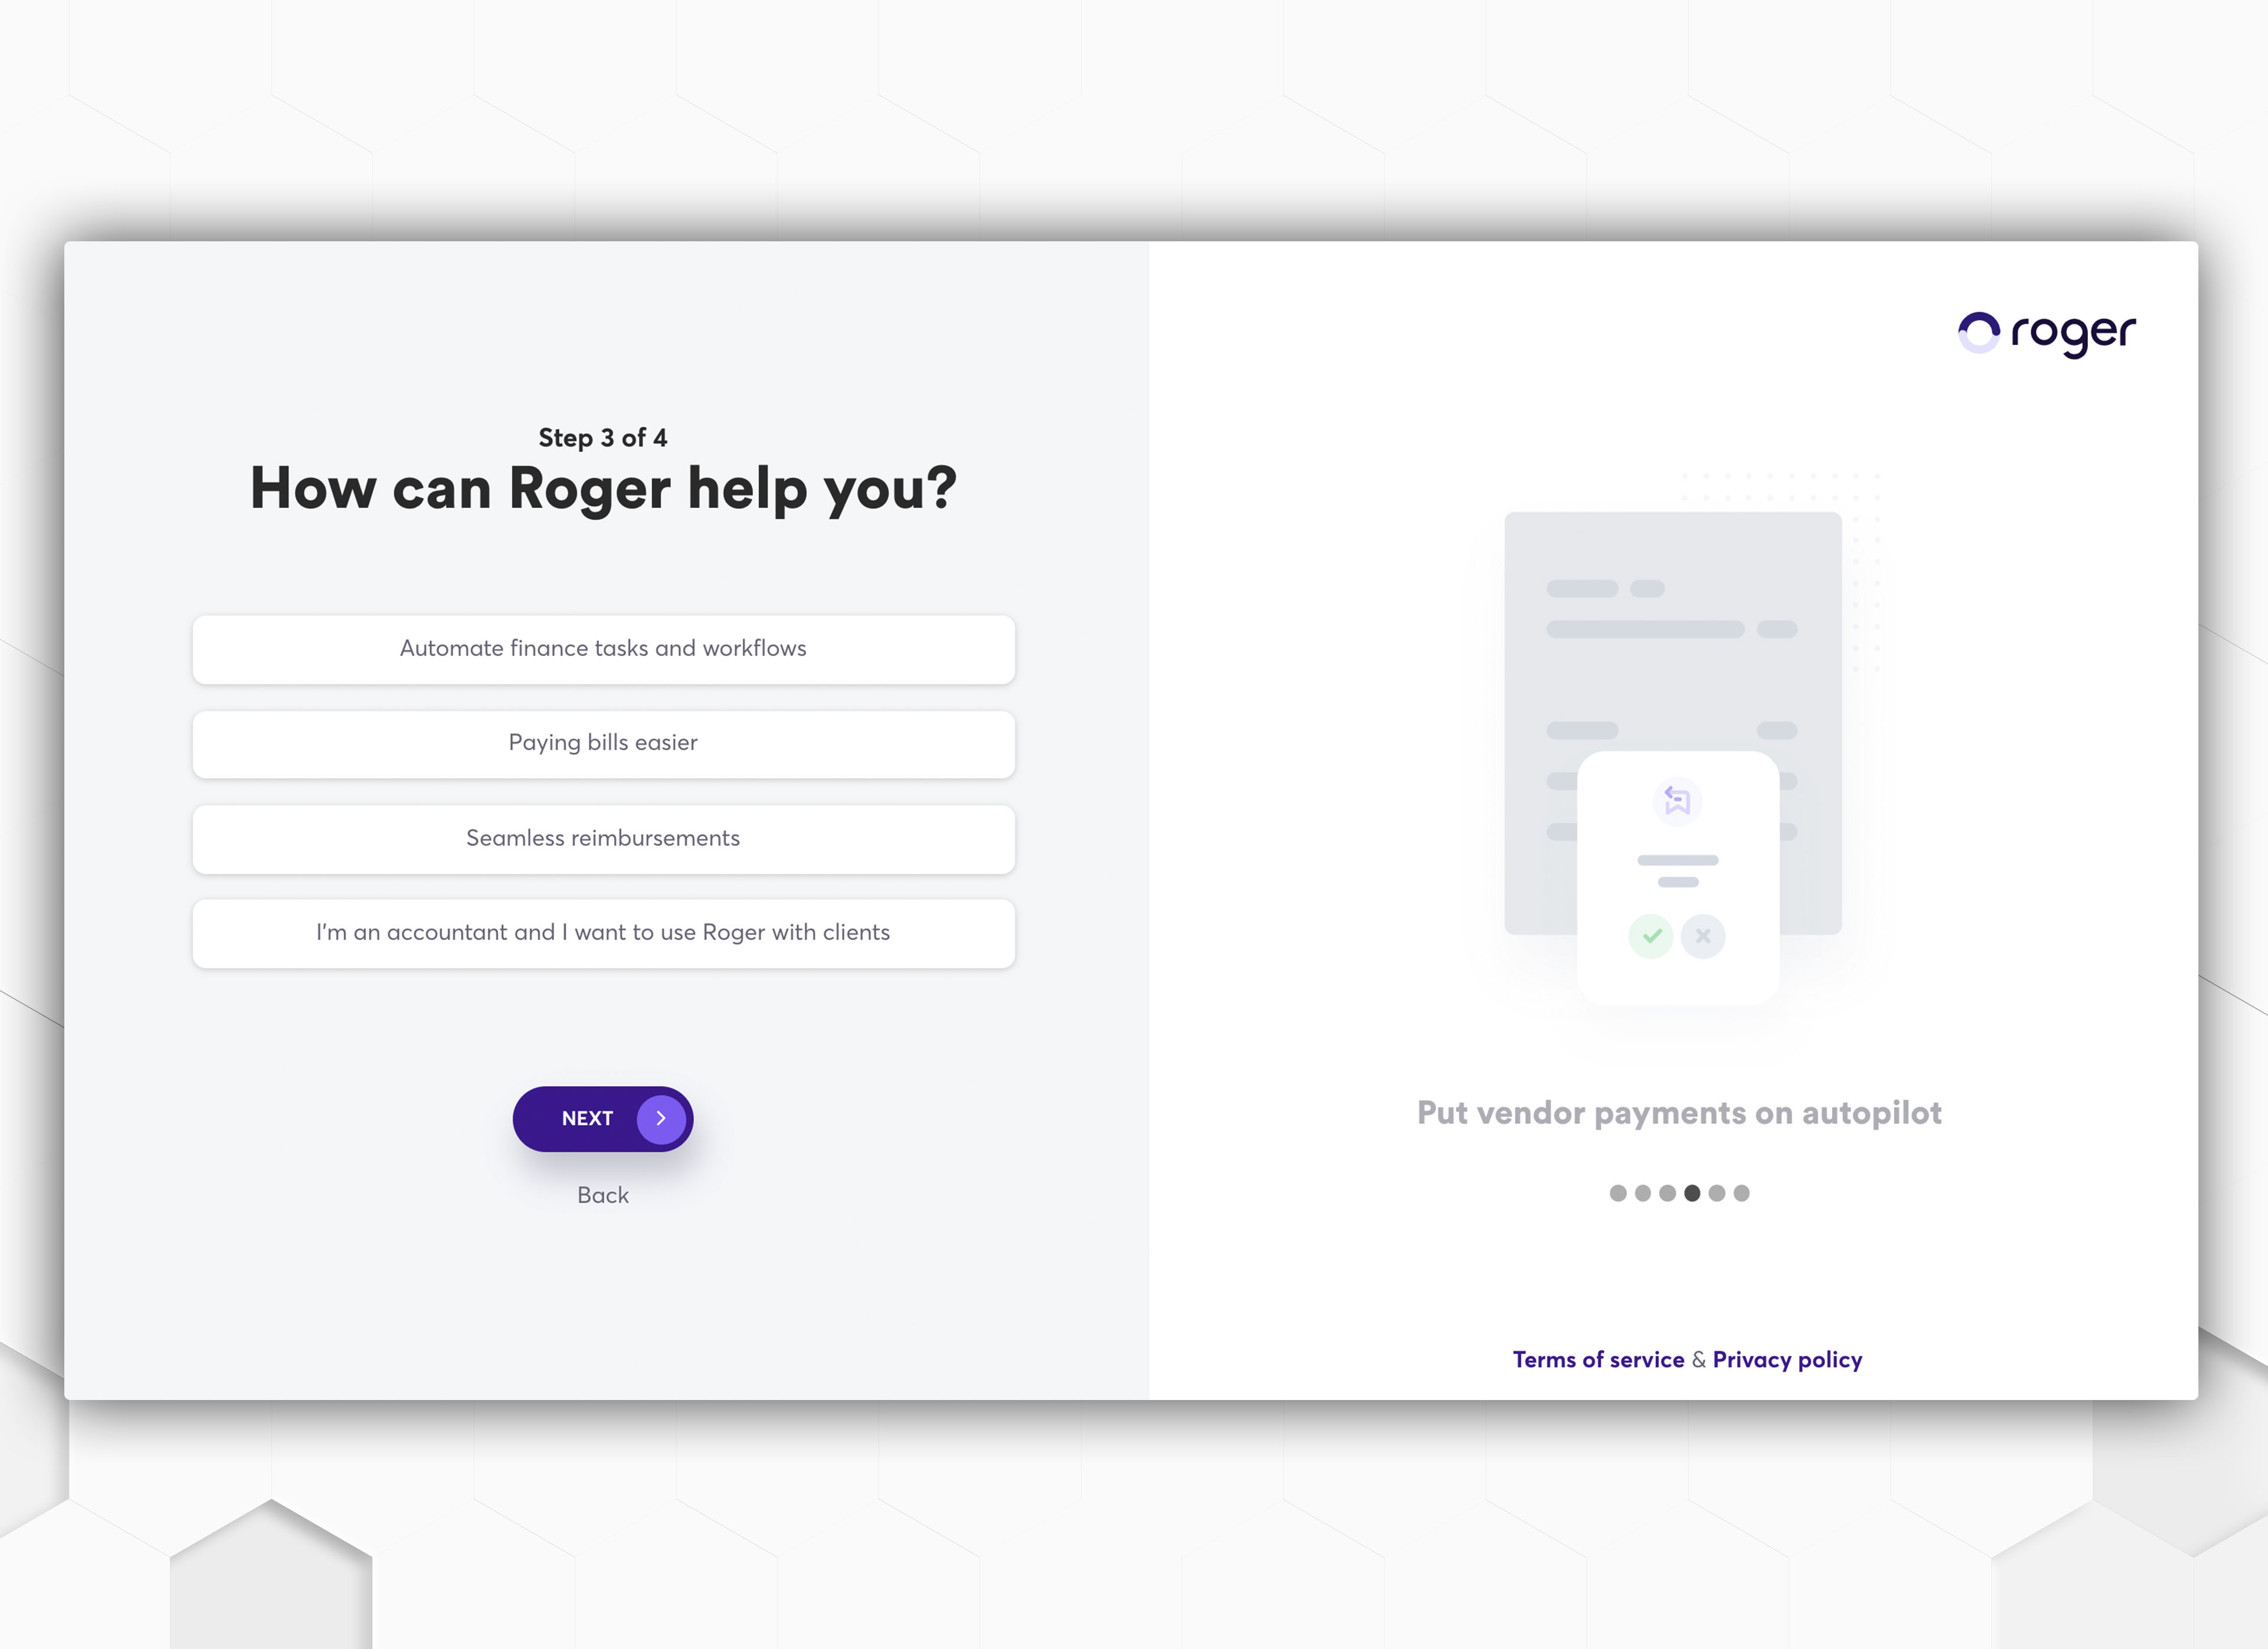 Step 3 of 4
How can Roger help you?
Automate finance tasks and workflows
Paying bills easier
Seamless reimbursements
I'm an accountant and I want to use Roger with clients
NEXT
Back
roger
Put vendor payments on autopilot
Terms of service & Privacy policy